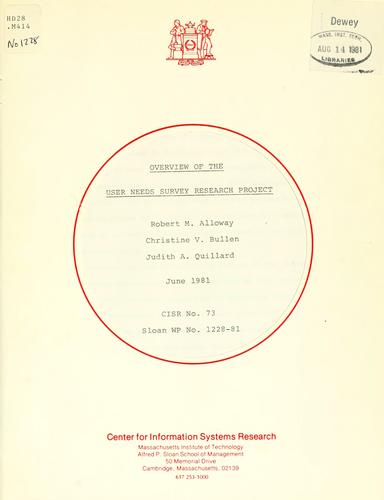 HD28
.M414
No 1228
Dewey
MASS. INST. TECH.
AUG 14 1981
LIBRARIES
OVERVIEW OF THE
USER NEEDS SURVEY RESEARCH PROJECT
Robert M. Alloway
Christine V. Bullen
Judith A. Quillard
June 1981
CISR No. 73
Sloan WP No. 1228-81
Center for Information Systems Research
Massachusetts Institute of Technology
Alfred P. Sloan School of Management
50 Memorial Drive
Cambridge, Massachusetts, 02139
617 253-1000